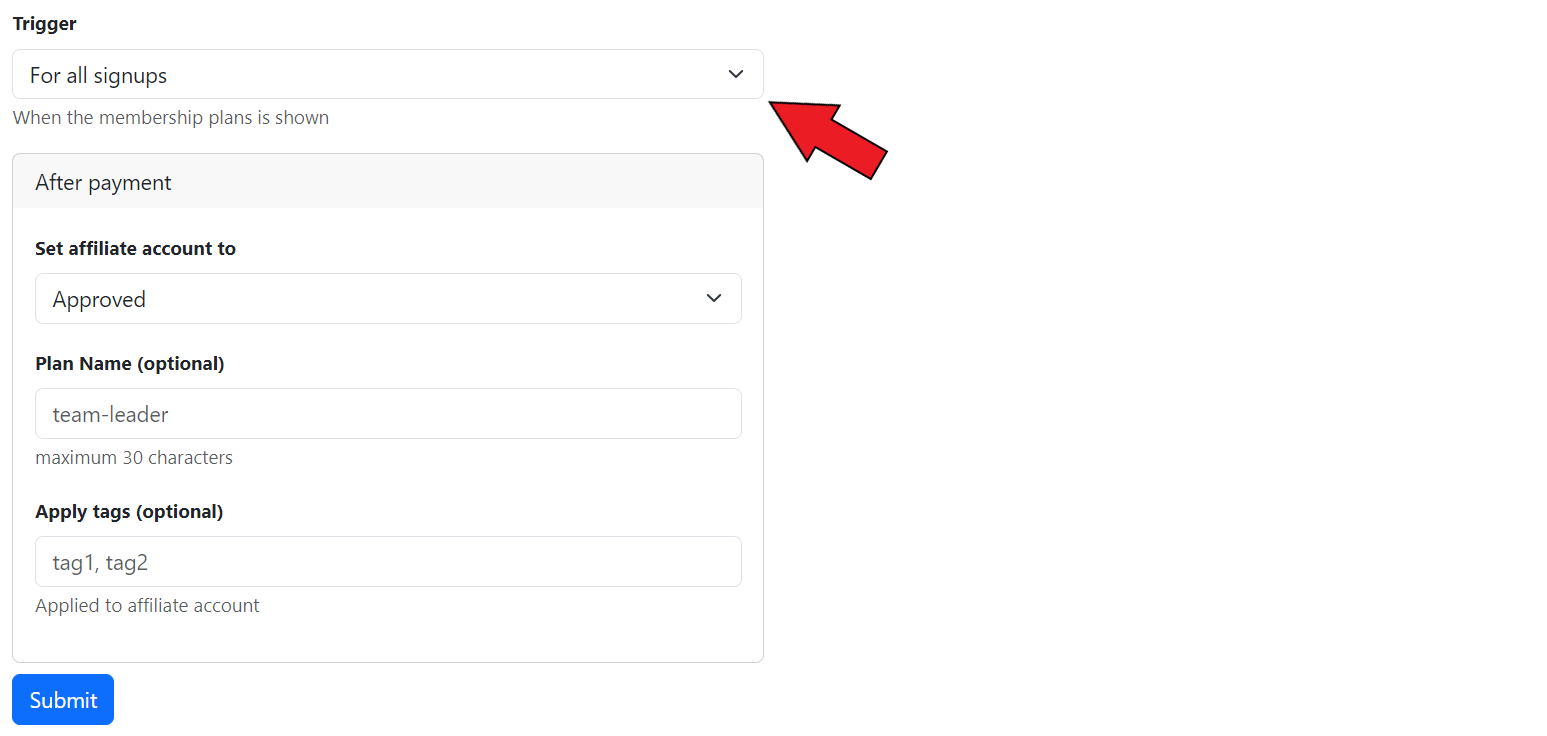 Trigger
For all signups
When the membership plans is shown
After payment
Set affiliate account to
Approved
Plan Name (optional)
team-leader
maximum 30 characters
Apply tags (optional)
tag1, tag2
Applied to affiliate account
Submit